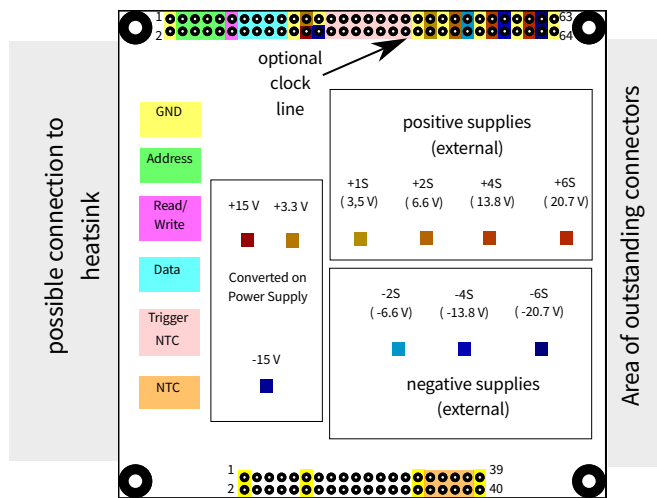 1
63
2
64
optional
clock
line
possible connection to
heatsink
GND
Address
Read/
Write
Data
Trigger
NTC
NTC
+15 V
+3.3 V
Converted on
Power Supply
-15 V
positive supplies
(external)
+1S
+2S
+4S
+6S
( 3,5 V)
( 6.6 V)
( 13.8 V)
( 20.7 V)
-2S
-4S
-6S
( -6.6 V)
( -13.8 V)
( -20.7 V)
negative supplies
(external)
Area of outstanding connectors
1
39
2
40